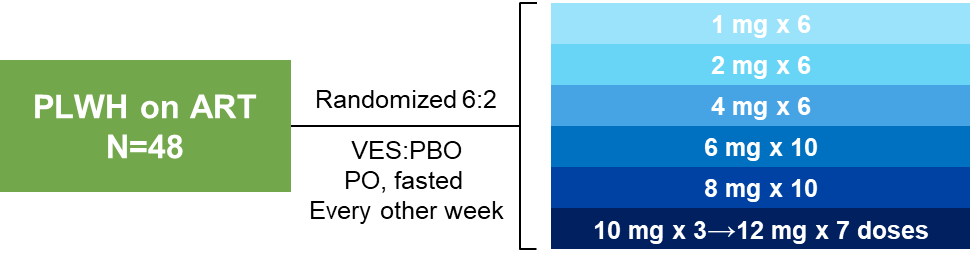 PLWH on ART
N=48
Randomized 6:2
VES:PBO
PO, fasted
Every other week
1 mg x 6
2 mg x 6
4 mg x 6
6 mg x 10
8 mg x 10
10 mg x 3→12 mg x 7 doses